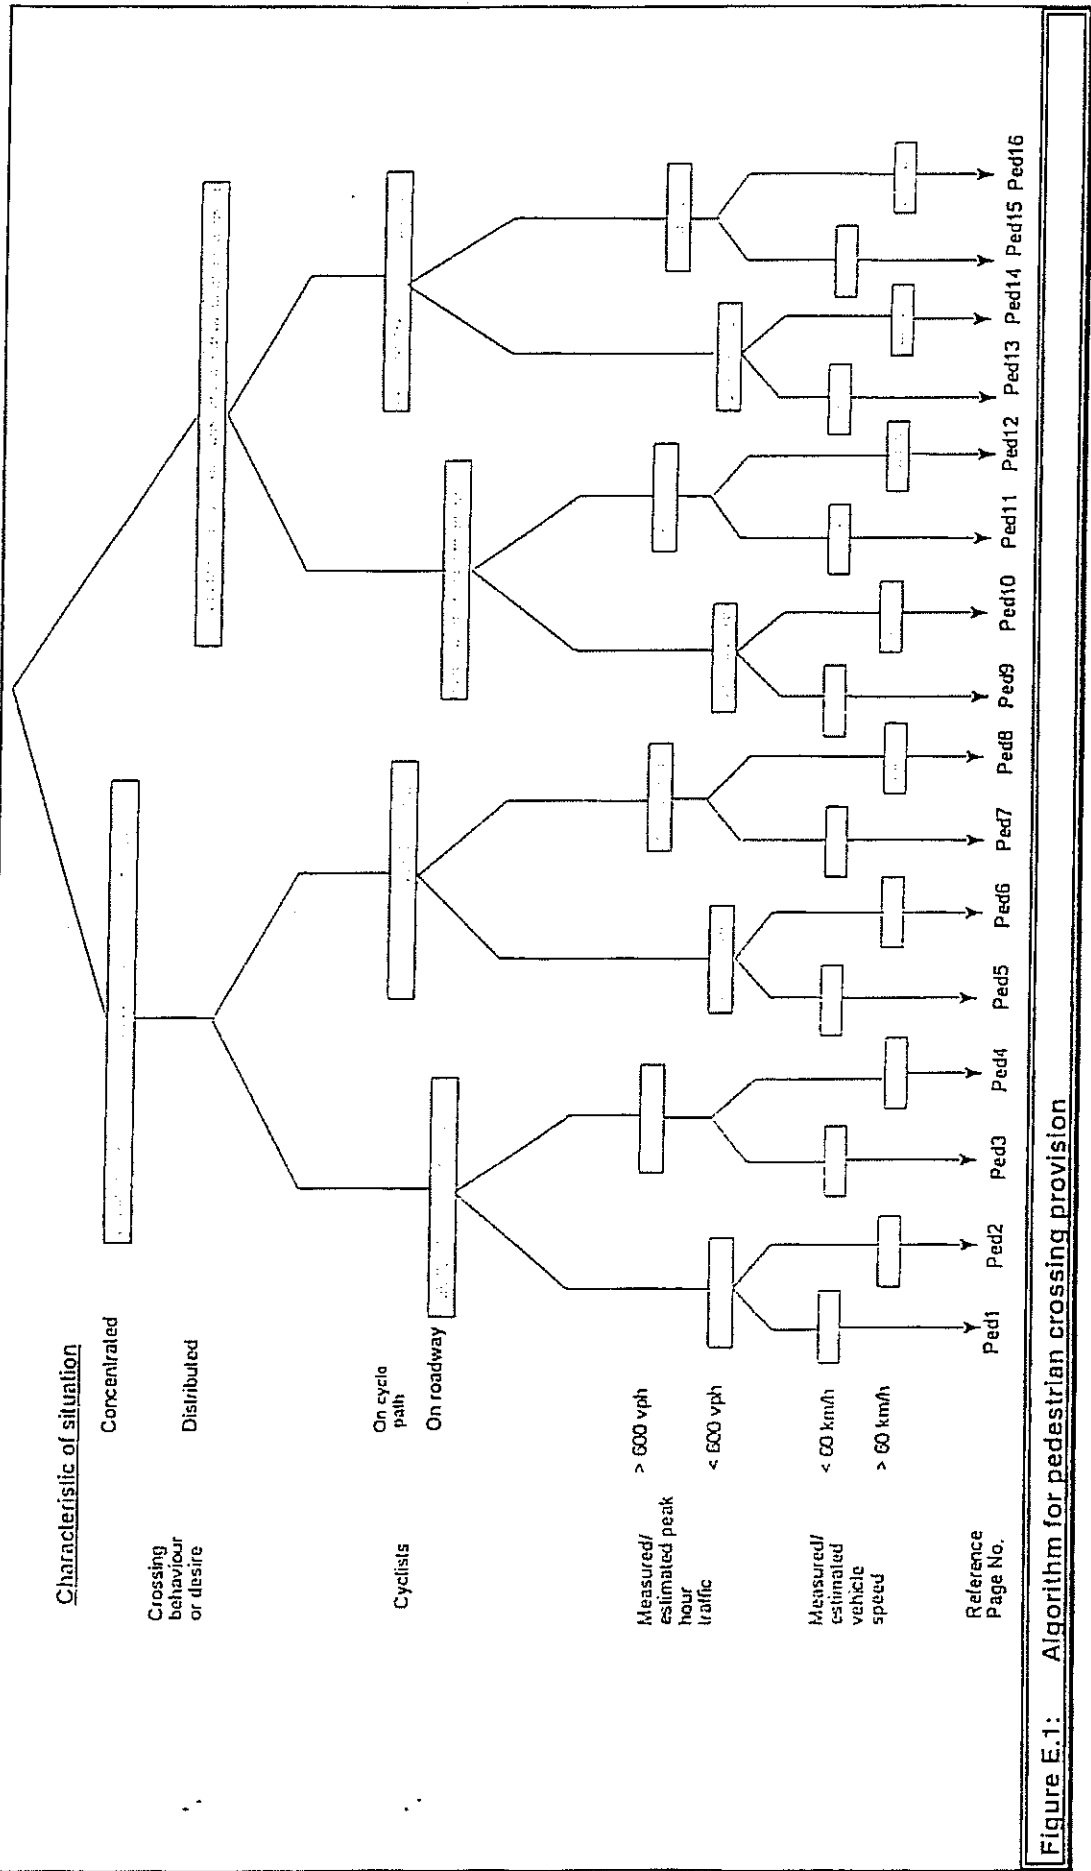 Characteristic of situation
Crossing
behaviour
or desire
Concentrated
Distributed
Cyclists
On cycle
path
On roadway
Measured/
estimated peak
hour
traffic
> 600 vph
< 600 vph
Measured/
estimated
vehicle
speed
< 60 km/h
> 60 km/h
Reference
Page No.
Ped1 Ped2 Ped3 Ped4 Ped5 Ped6 Ped7 Ped8 Ped9 Ped10 Ped11 Ped12 Ped13 Ped14 Ped15 Ped16
Figure E.1: Algorithm for pedestrian crossing provision